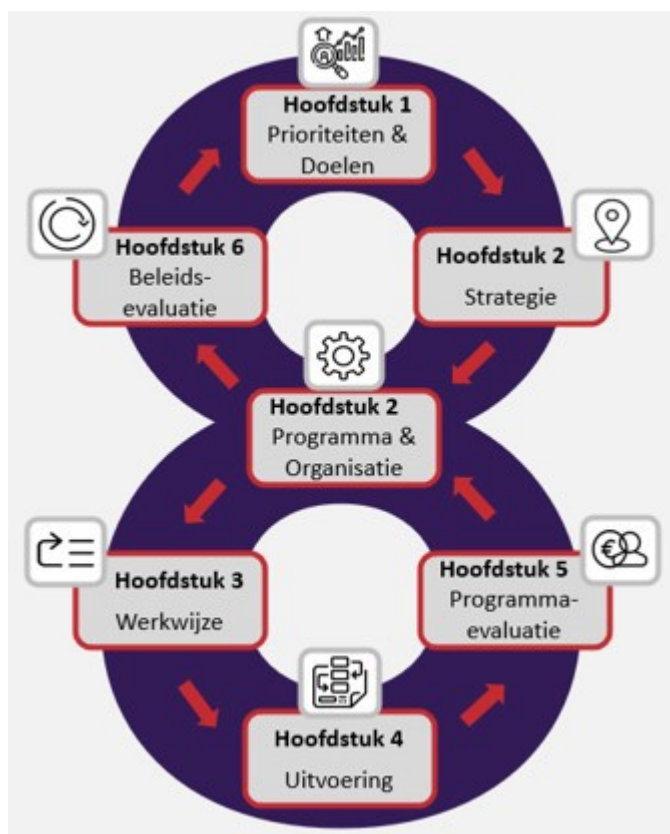 Hoofdstuk 1
Prioriteiten &
Doelen
Hoofdstuk 6
Beleids-
evaluatie
Hoofdstuk 2
Strategie
Hoofdstuk 2
Programma &
Organisatie
Hoofdstuk 3
Werkwijze
Hoofdstuk 5
Programma-
evaluatie
Hoofdstuk 4
Uitvoering